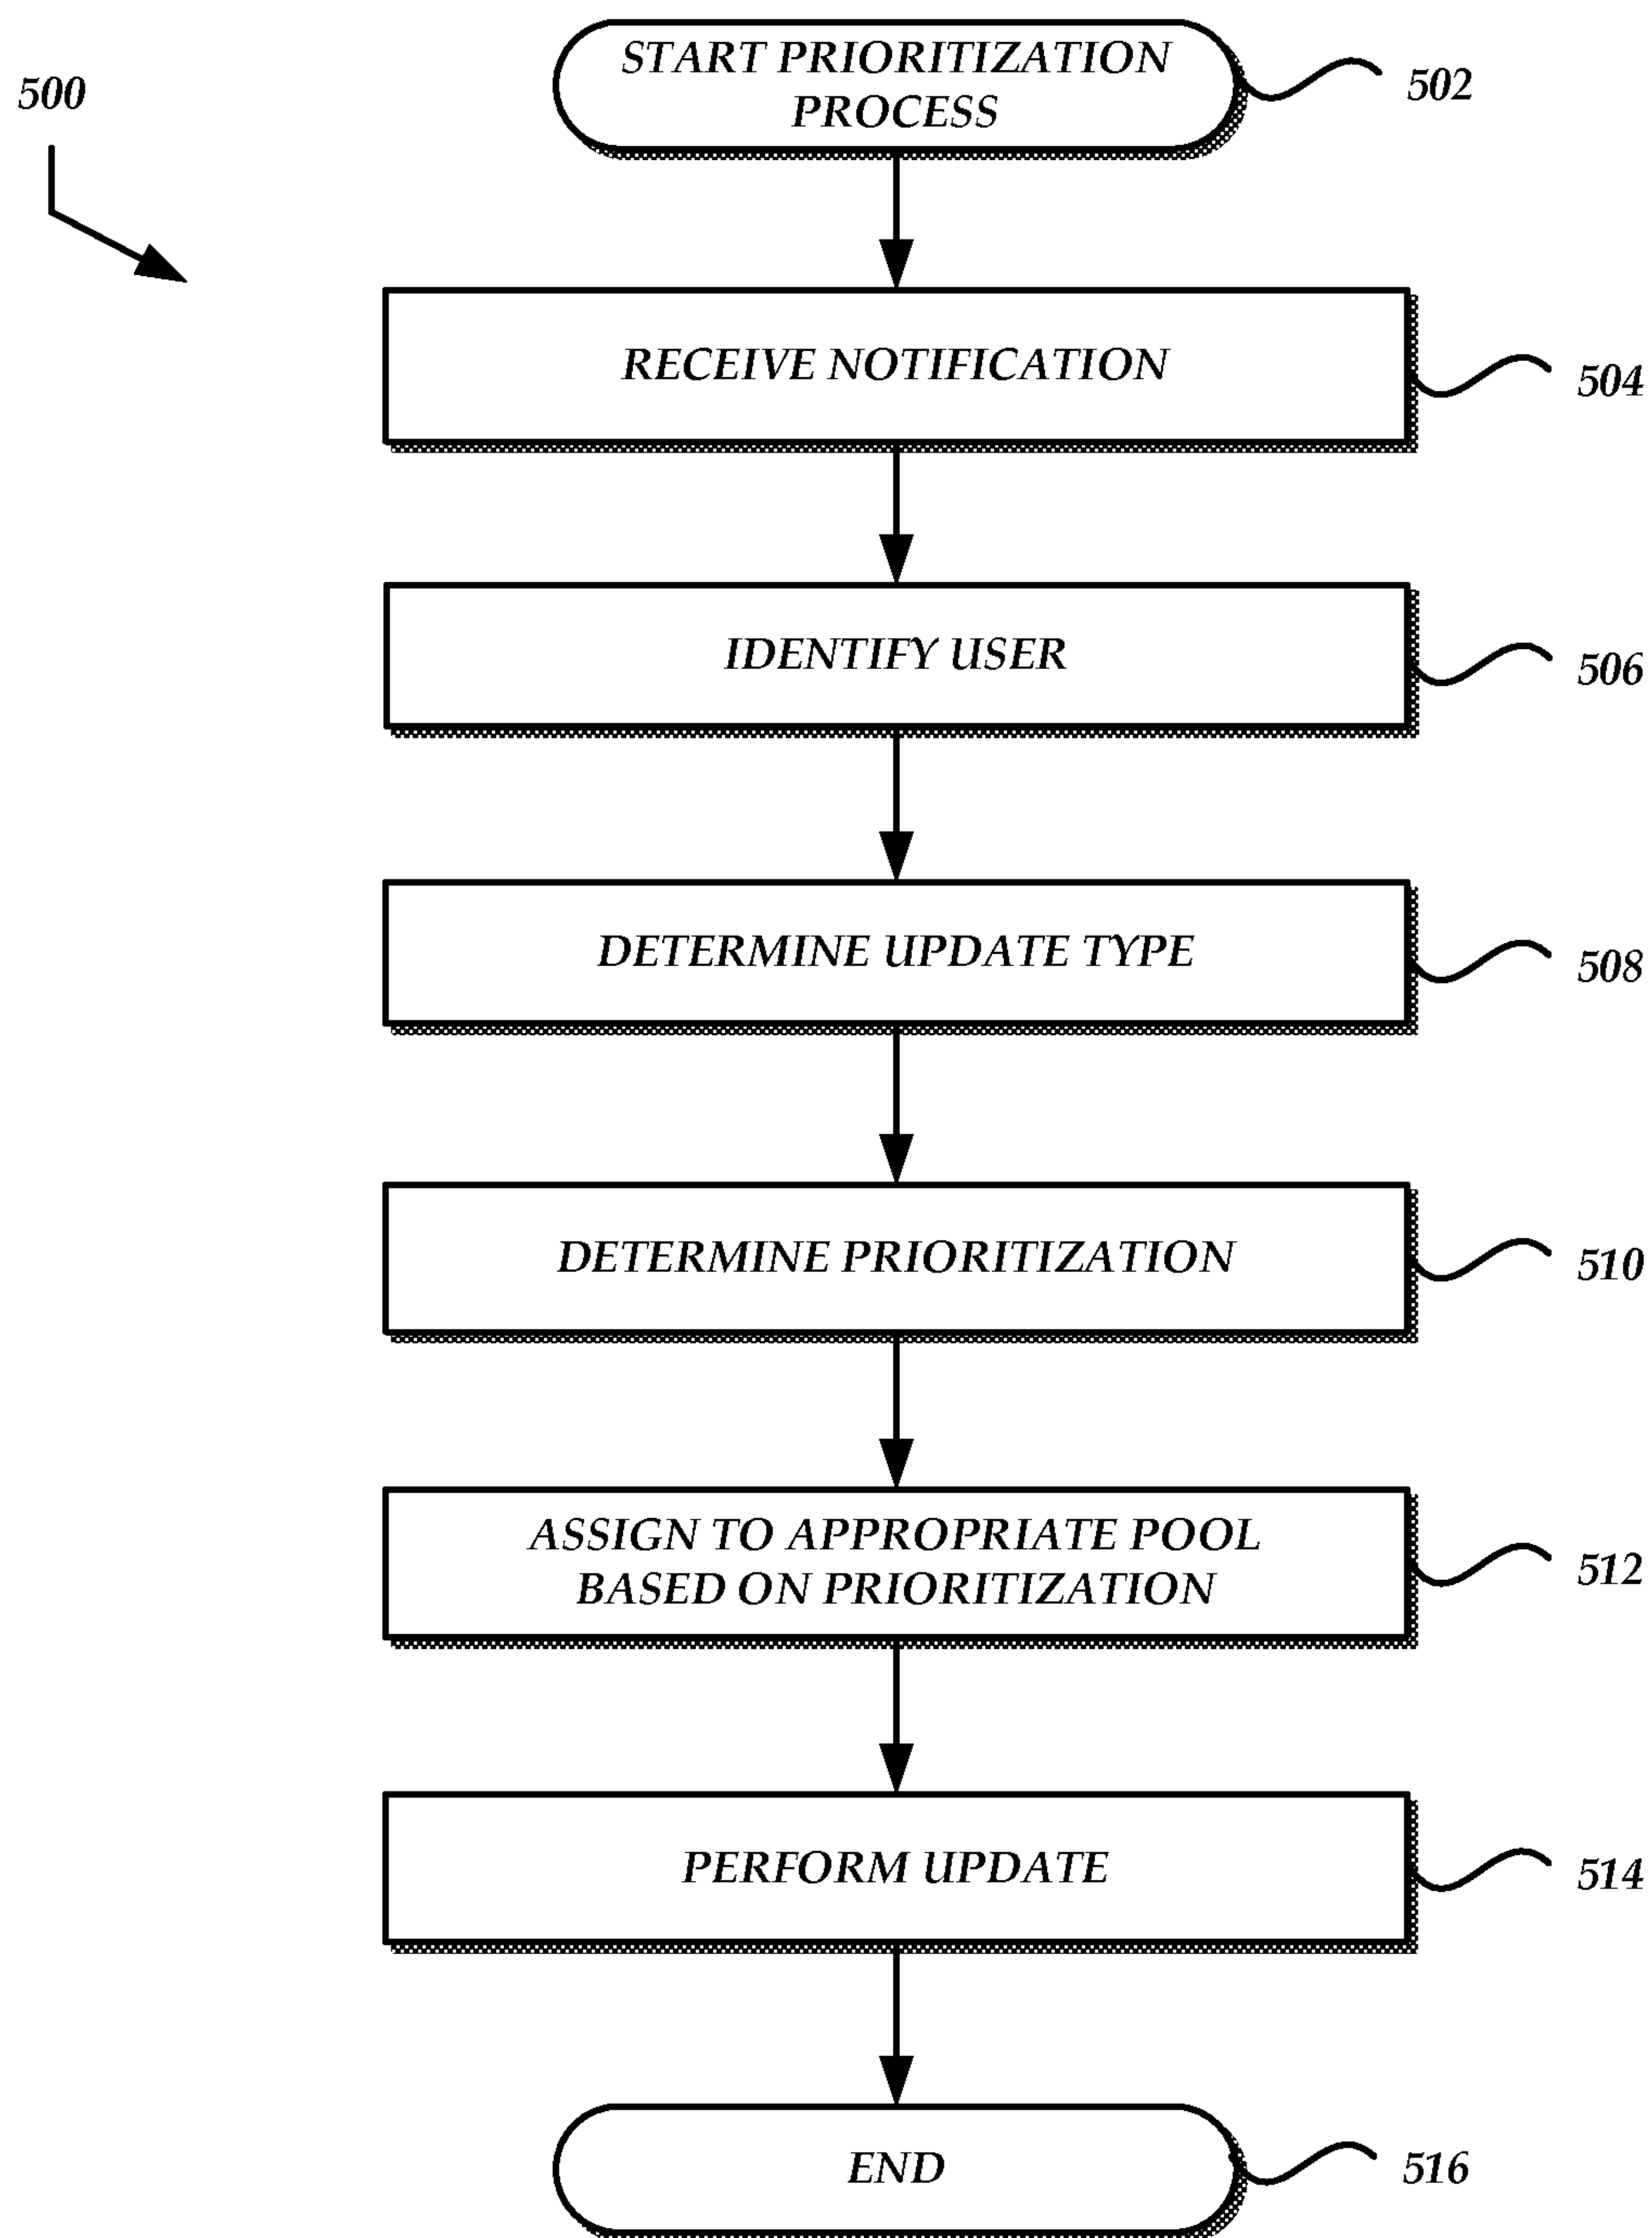 START PRIORITIZATION
PROCESS
502
500
RECEIVE NOTIFICATION
504
IDENTIFY USER
506
DETERMINE UPDATE TYPE
508
DETERMINE PRIORITIZATION
510
ASSIGN TO APPROPRIATE POOL
BASED ON PRIORITIZATION
512
PERFORM UPDATE
514
END
516